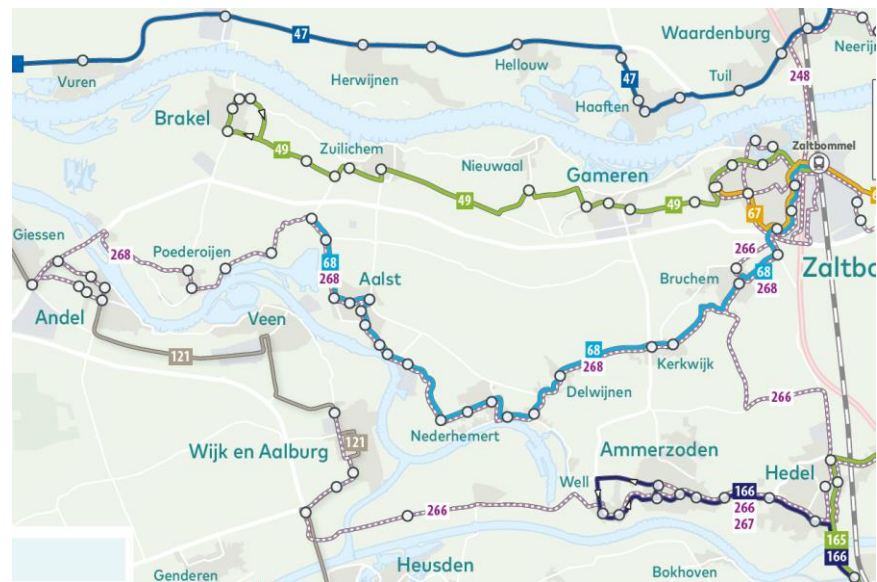 Waardenburg
47
Neerijn
Vuren
Herwijnen
Hellouw
47
Tuil
248
Haaften
Brakel
49
Zuilichem
Nieuwaal
Gameren
49
Zaltbommel
67
Giessen
268
Poederoijen
68
268
Aalst
266
68
268
Bruchem
Zaltbo
Andel
Veen
121
68
268
Kerkwijk
Delwijnen
266
121
Wijk en Aalburg
Nederhemert
Ammerzoden
Hedel
Well
166
266
267
266
165
166
Genderen
Heusden
Bokhoven